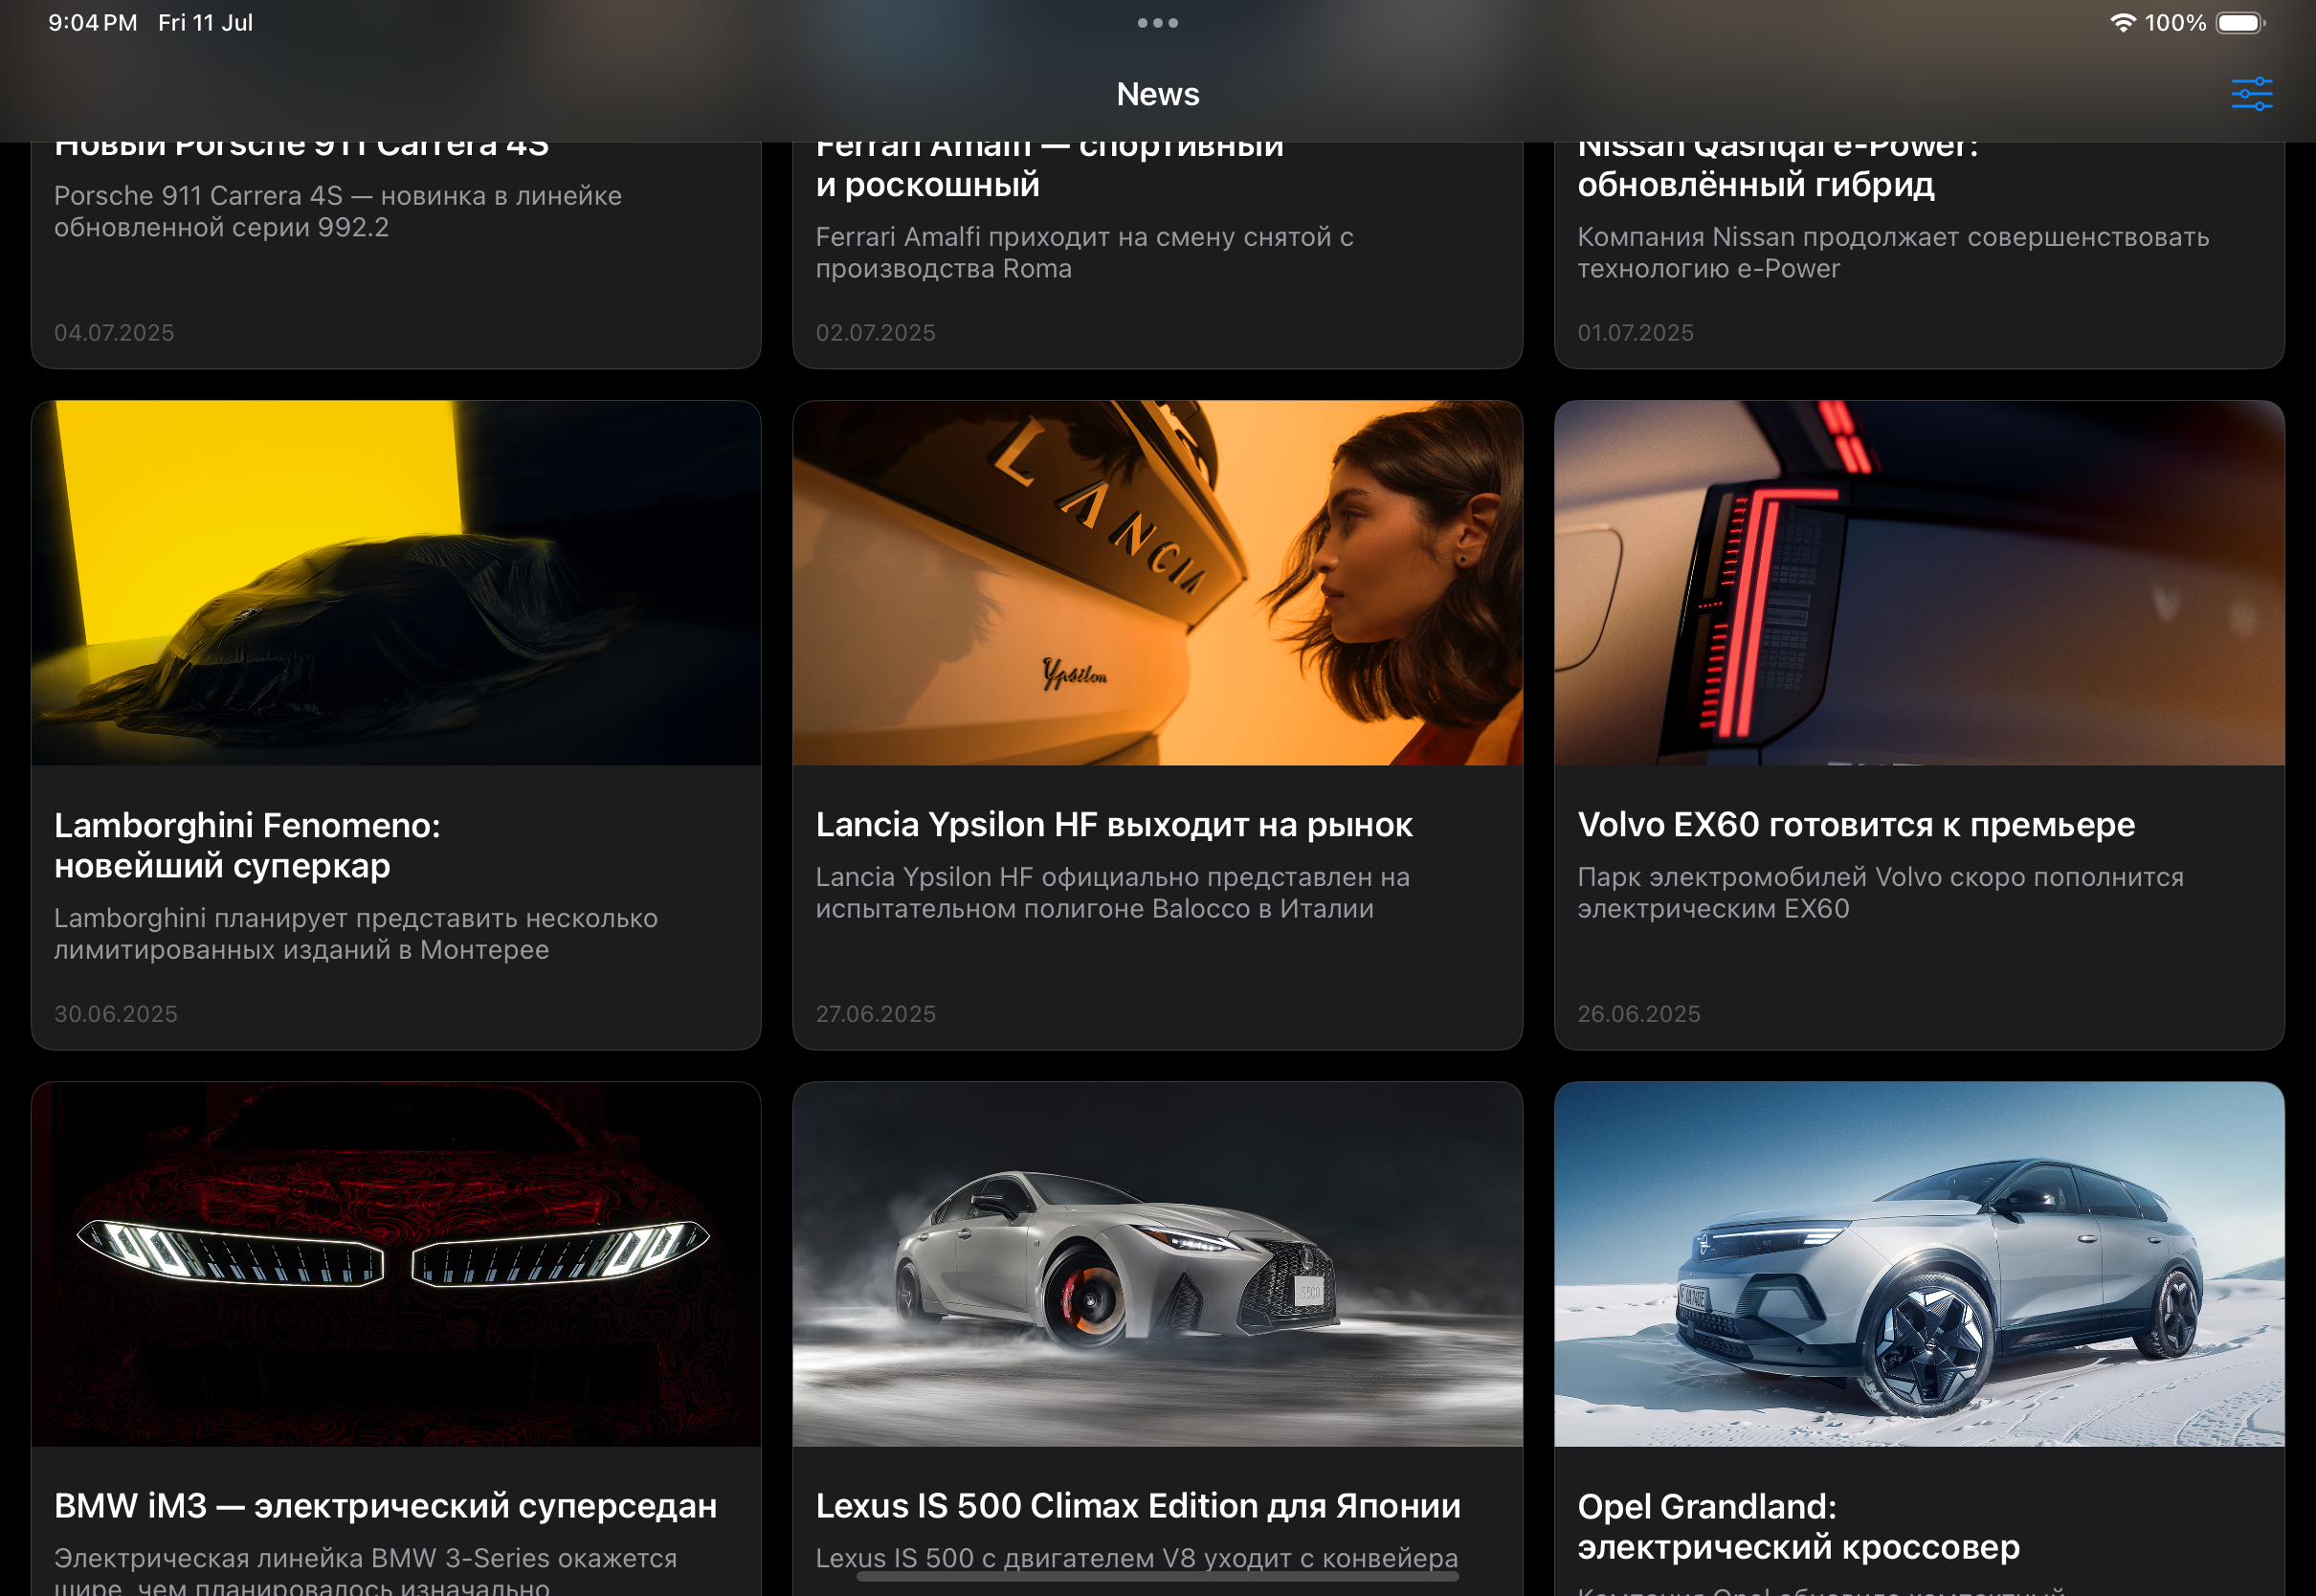 9:04 PM Fri 11 Jul
100%
News
Новый Porsche 911 Carrera 4S
Porsche 911 Carrera 4S — новинка в линейке
обновленной серии 992.2
04.07.2025
Ferrari Amalfi — спортивный
и роскошный
Ferrari Amalfi приходит на смену снятой с
производства Roma
02.07.2025
Nissan Qashqai e-Power:
обновлённый гибрид
Компания Nissan продолжает совершенствовать
технологию e-Power
01.07.2025
Lamborghini Fenomeno:
новейший суперкар
Lamborghini планирует представить несколько
лимитированных изданий в Монтерее
30.06.2025
LANCIA
Ypsilon
Lancia Ypsilon HF выходит на рынок
Lancia Ypsilon HF официально представлен на
испытательном полигоне Balocco в Италии
27.06.2025
Volvo EX60 готовится к премьере
Парк электромобилей Volvo скоро пополнится
электрическим EX60
26.06.2025
BMW iM3 — электрический суперседан
Электрическая линейка BMW 3-Series окажется
шире, чем планировалось изначально
Lexus IS 500 Climax Edition для Японии
Lexus IS 500 с двигателем V8 уходит с конвейера
Opel Grandland:
электрический кроссовер
Компания Opel обновила компактный